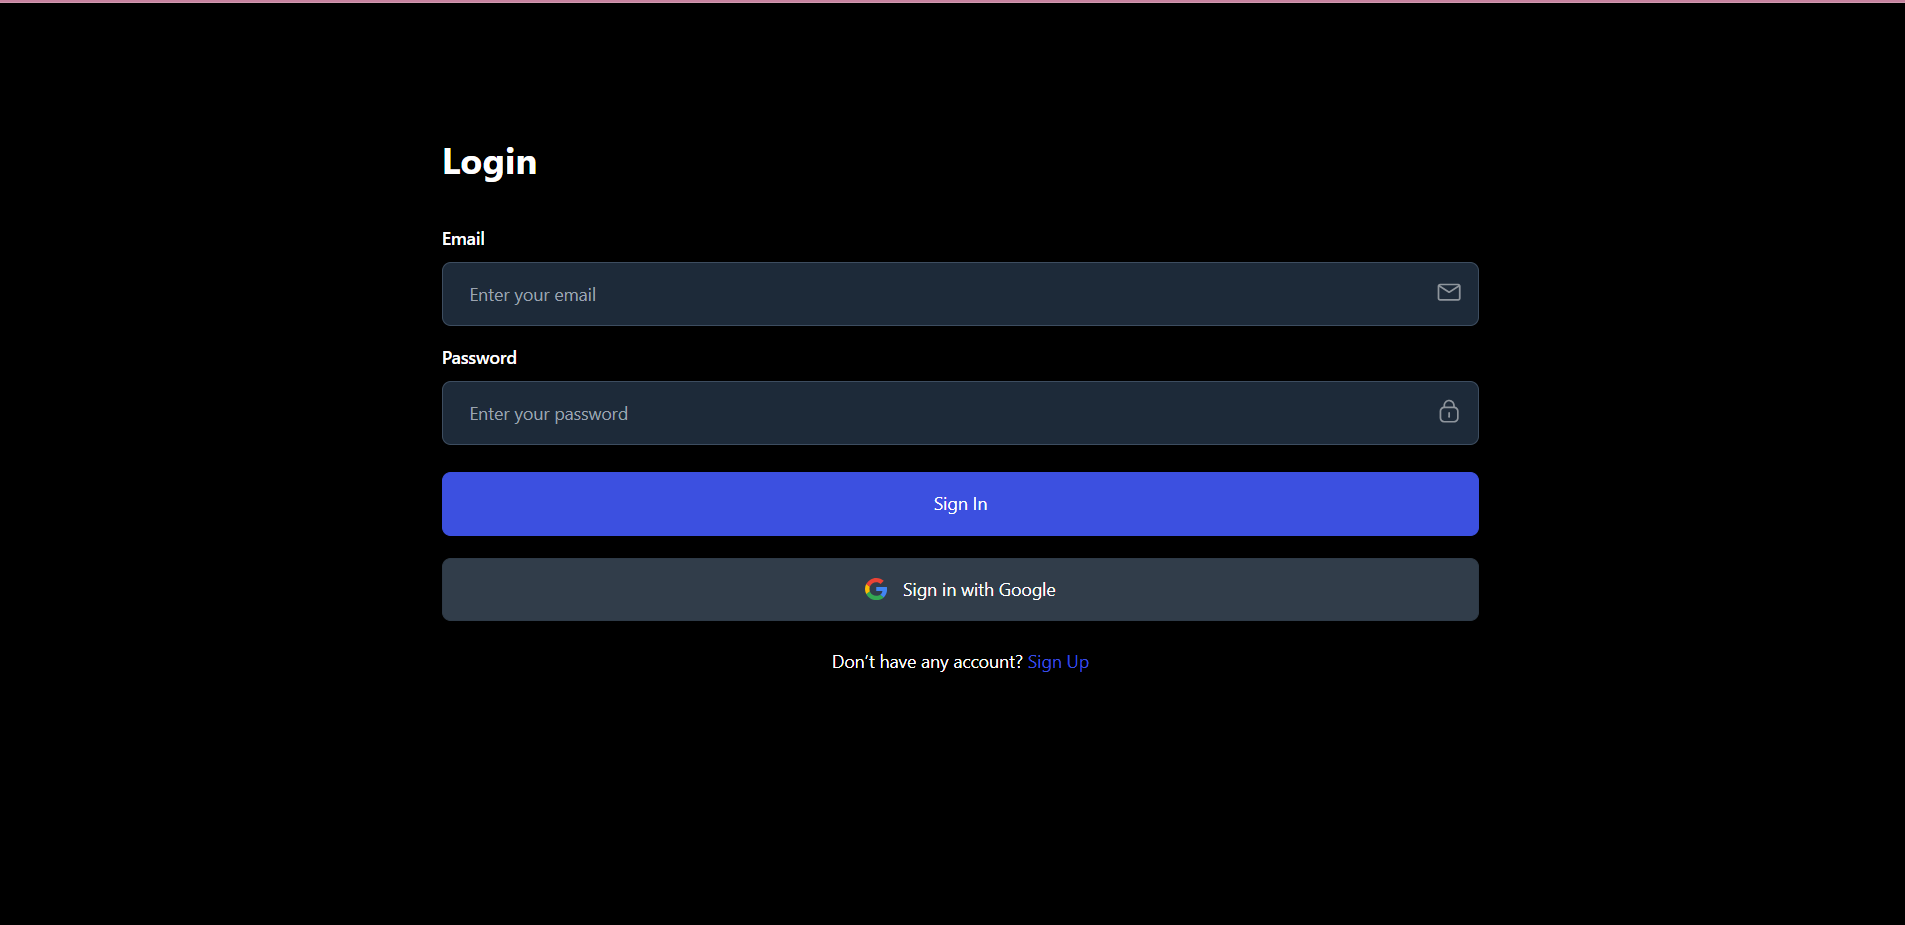 Login
Email
Enter your email
Password
Enter your password
Sign In
Sign in with Google
Don’t have any account? Sign Up